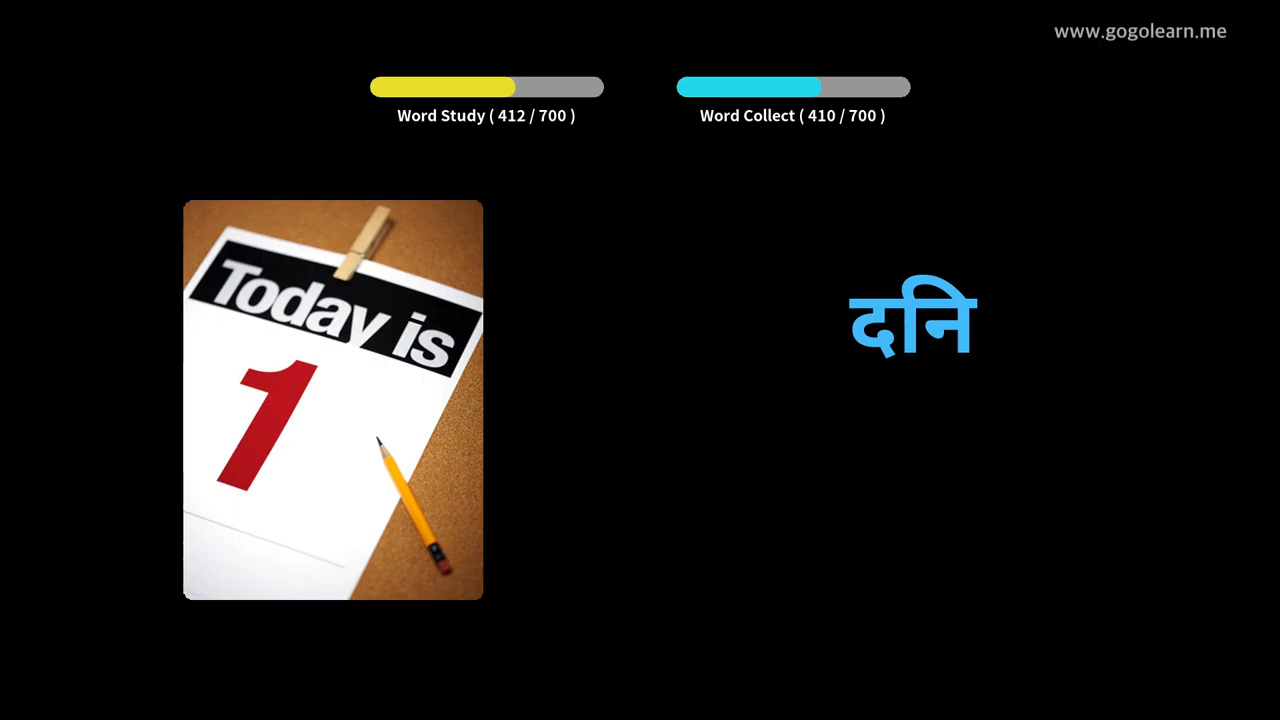 www.gogolearn.me
Word Study ( 412 / 700 )
Word Collect ( 410 / 700 )
Today is
1
दनि